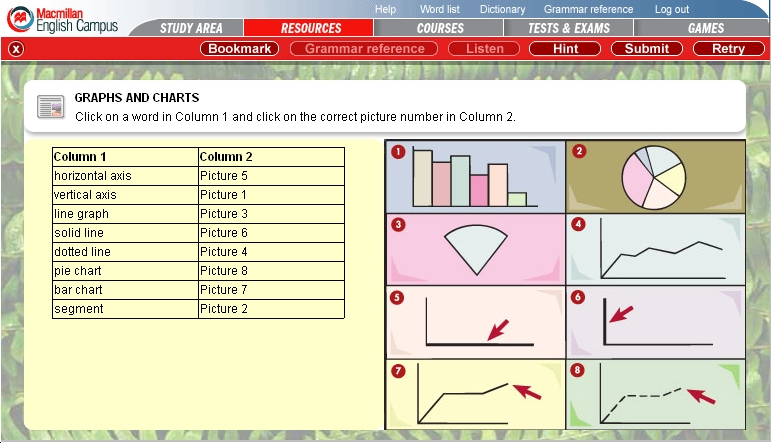 Macmillan
English Campus
Help Word list Dictionary Grammar reference Log out
STUDY AREA RESOURCES COURSES TESTS & EXAMS GAMES
x Bookmark Grammar reference Listen Hint Submit Retry
GRAPHS AND CHARTS
Click on a word in Column 1 and click on the correct picture number in Column 2.
Column 1 Column 2
horizontal axis Picture 5
vertical axis Picture 1
line graph Picture 3
solid line Picture 6
dotted line Picture 4
pie chart Picture 8
bar chart Picture 7
segment Picture 2
1 2
3 4
5 6
7 8